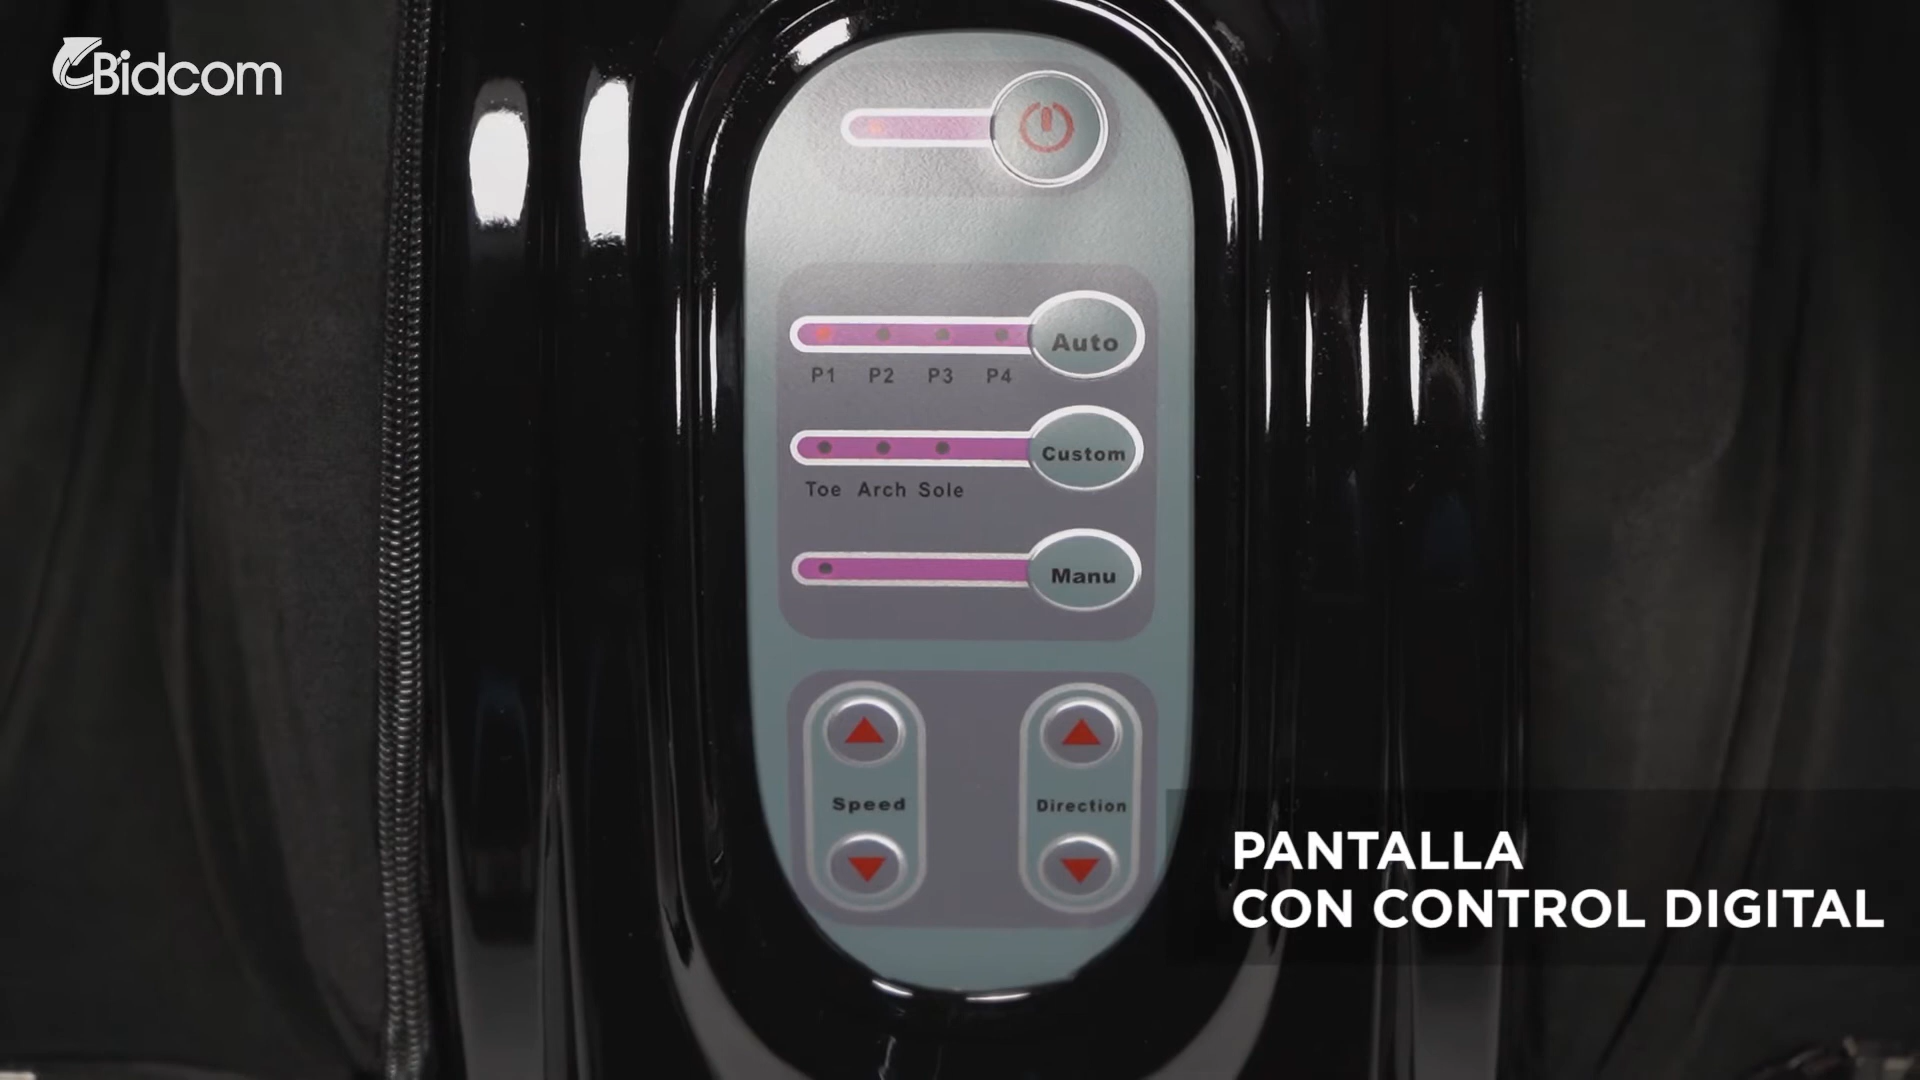 Bidcom
Auto
P1 P2 P3 P4
Custom
Toe Arch Sole
Manu
Speed
Direction
PANTALLA
CON CONTROL DIGITAL